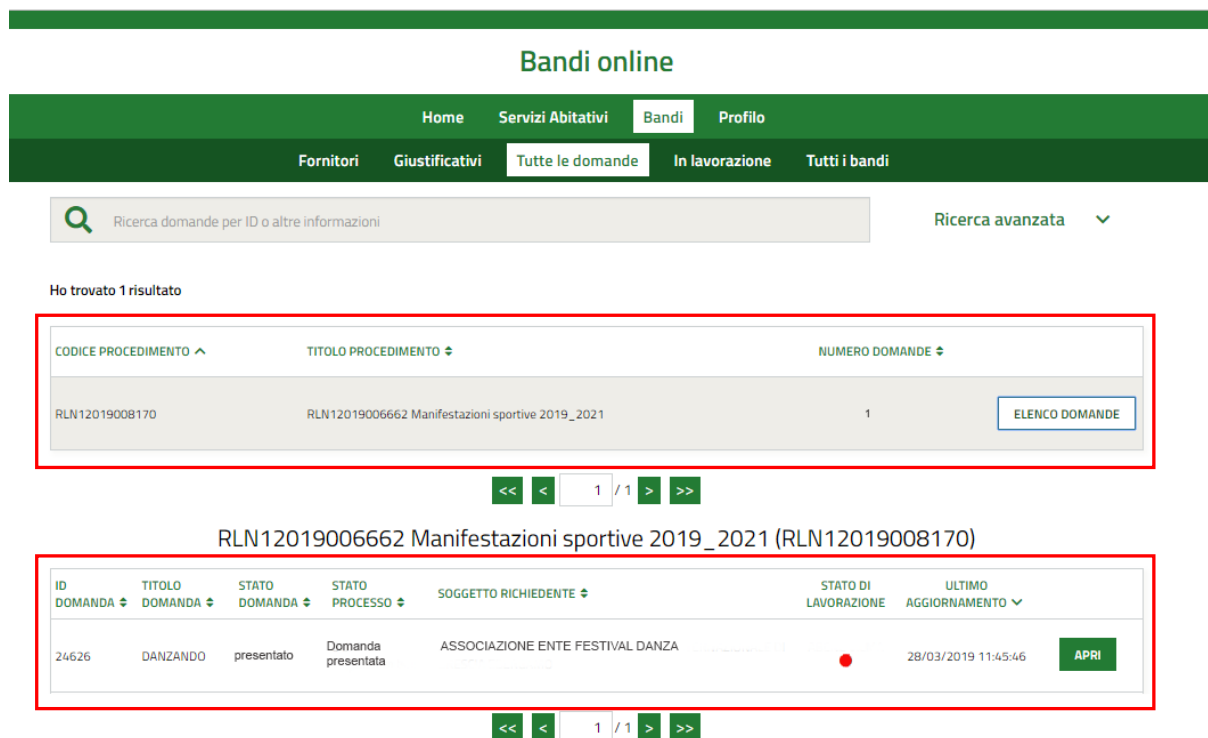 Bandi online
Home Servizi Abitativi Bandi Profilo
Fornitori Giustificativi Tutte le domande In lavorazione Tutti i bandi
Ricerca domande per ID o altre informazioni Ricerca avanzata
Ho trovato 1 risultato
CODICE PROCEDIMENTO TITOLO PROCEDIMENTO NUMERO DOMANDE
RLN12019008170 RLN12019006662 Manifestazioni sportive 2019_2021 1 ELENCO DOMANDE
<< < 1 / 1 > >>
RLN12019006662 Manifestazioni sportive 2019_2021 (RLN12019008170)
ID DOMANDA TITOLO DOMANDA STATO DOMANDA STATO PROCESSO SOGGETTO RICHIEDENTE STATO DI LAVORAZIONE ULTIMO AGGIORNAMENTO
24626 DANZANDO presentato Domanda presentata ASSOCIAZIONE ENTE FESTIVAL DANZA 28/03/2019 11:45:46 APRI
<< < 1 / 1 > >>